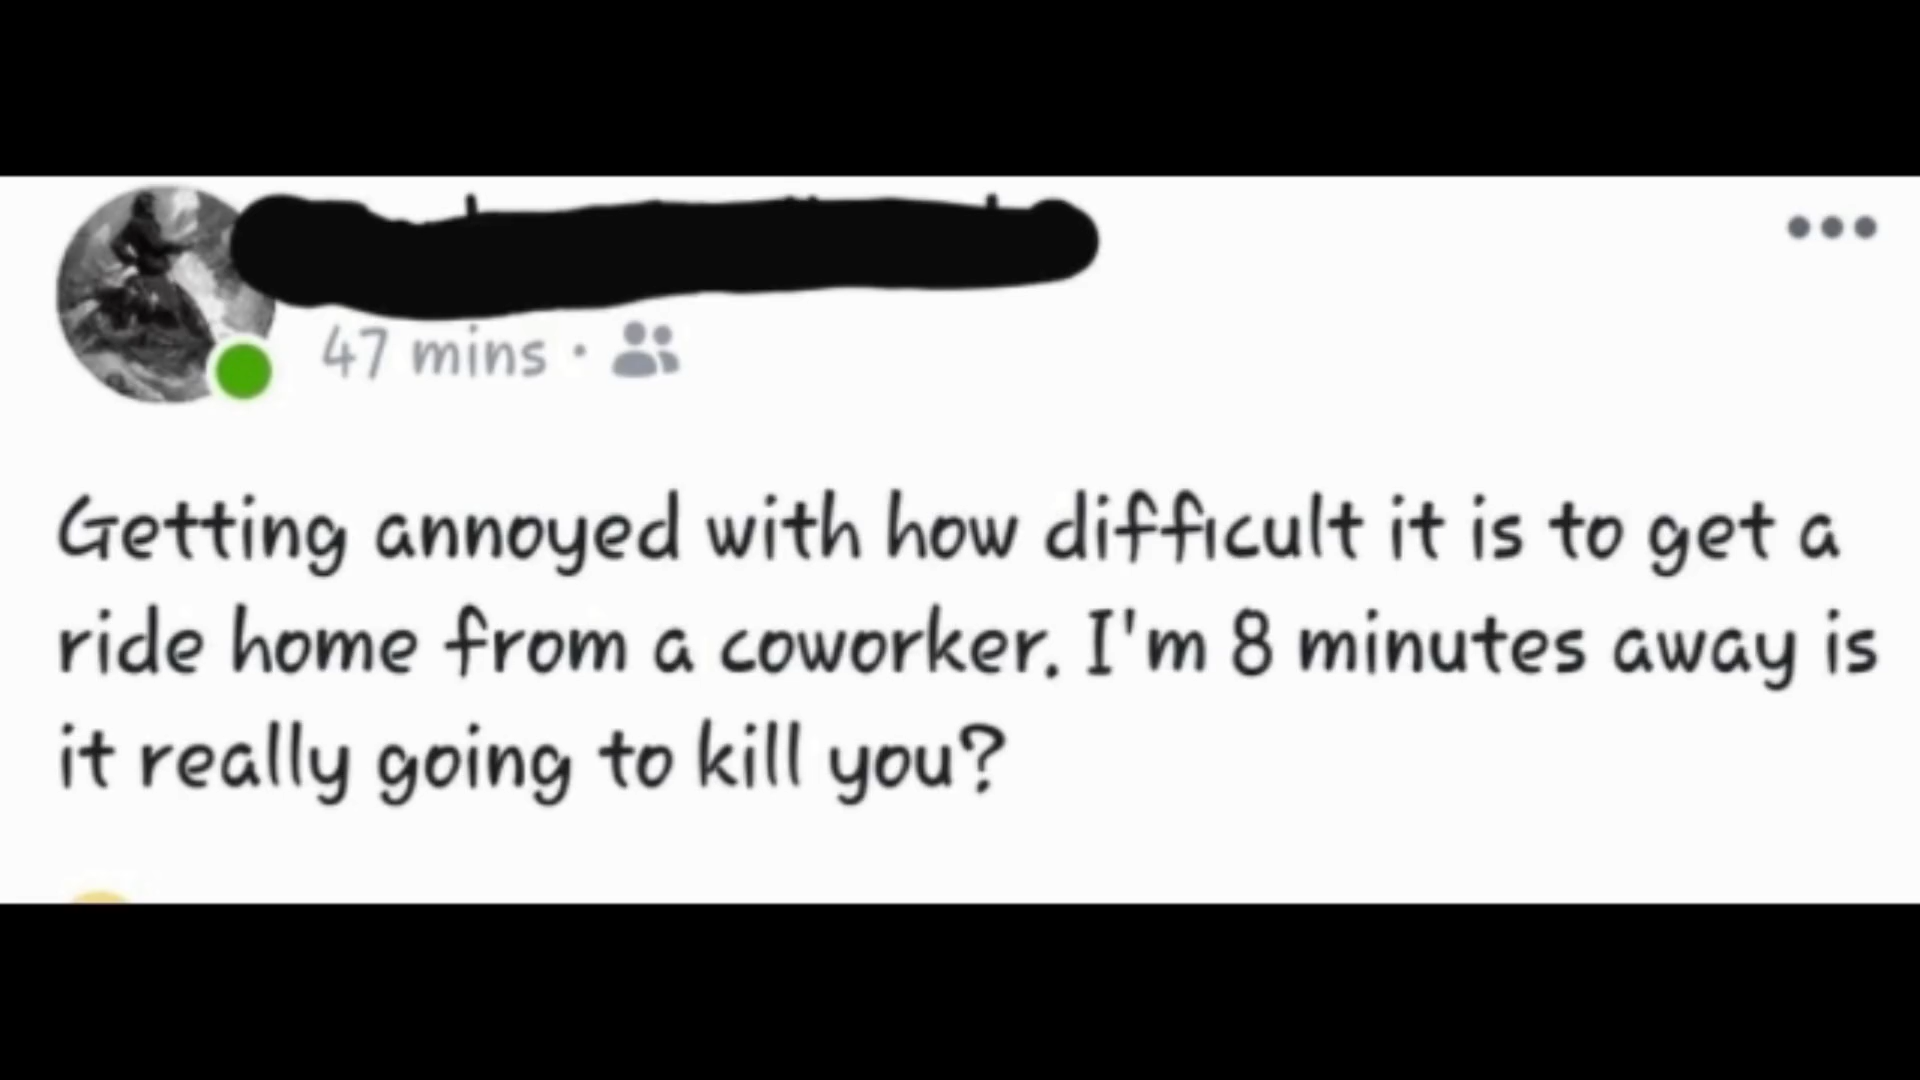 47 mins ·
Getting annoyed with how difficult it is to get a
ride home from a coworker. I'm 8 minutes away is
it really going to kill you?